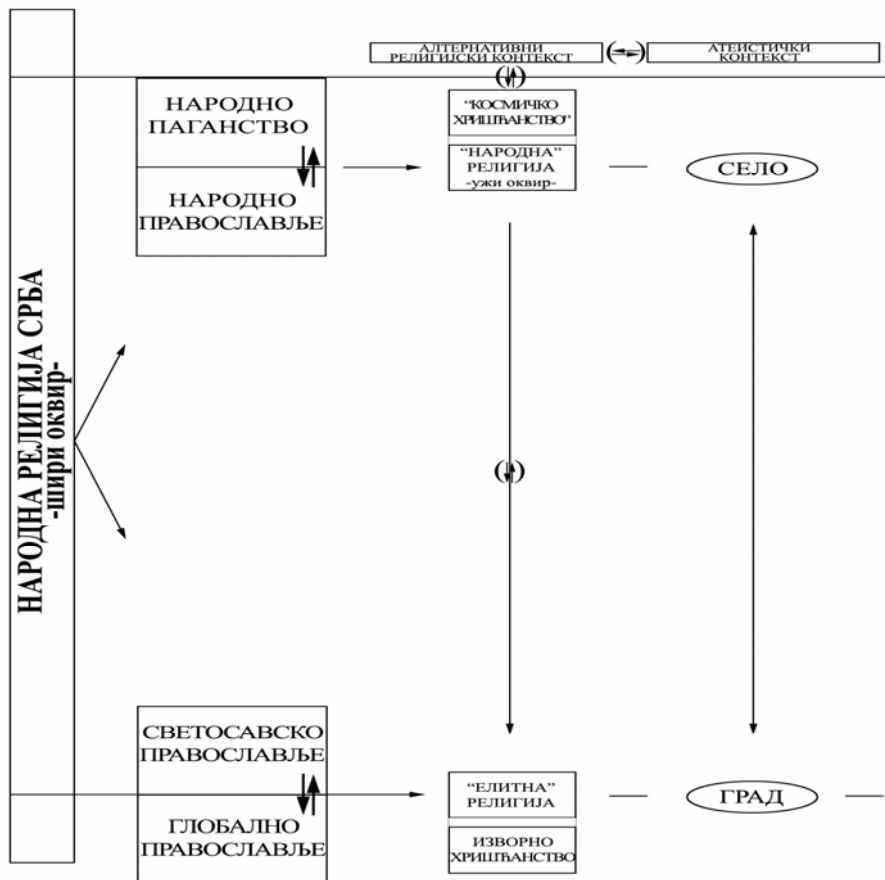 АЛТЕРНАТИВНИ
РЕЛИГИЈСКИ КОНТЕКСТ
АТЕИСТИЧКИ
КОНТЕКСТ
НАРОДНО
ПАГАНСТВО
НАРОДНО
ПРАВОСЛАВЉЕ
“КОСМИЧКО
ХРИШЋАНСТВО”
“НАРОДНА”
РЕЛИГИЈА
-ужи оквир-
СЕЛО
НАРОДНА РЕЛИГИЈА СРБА
-шири оквир-
СВЕТОСАВСКО
ПРАВОСЛАВЉЕ
ГЛОБАЛНО
ПРАВОСЛАВЉЕ
“ЕЛИТНА”
РЕЛИГИЈА
ИЗВОРНО
ХРИШЋАНСТВО
ГРАД